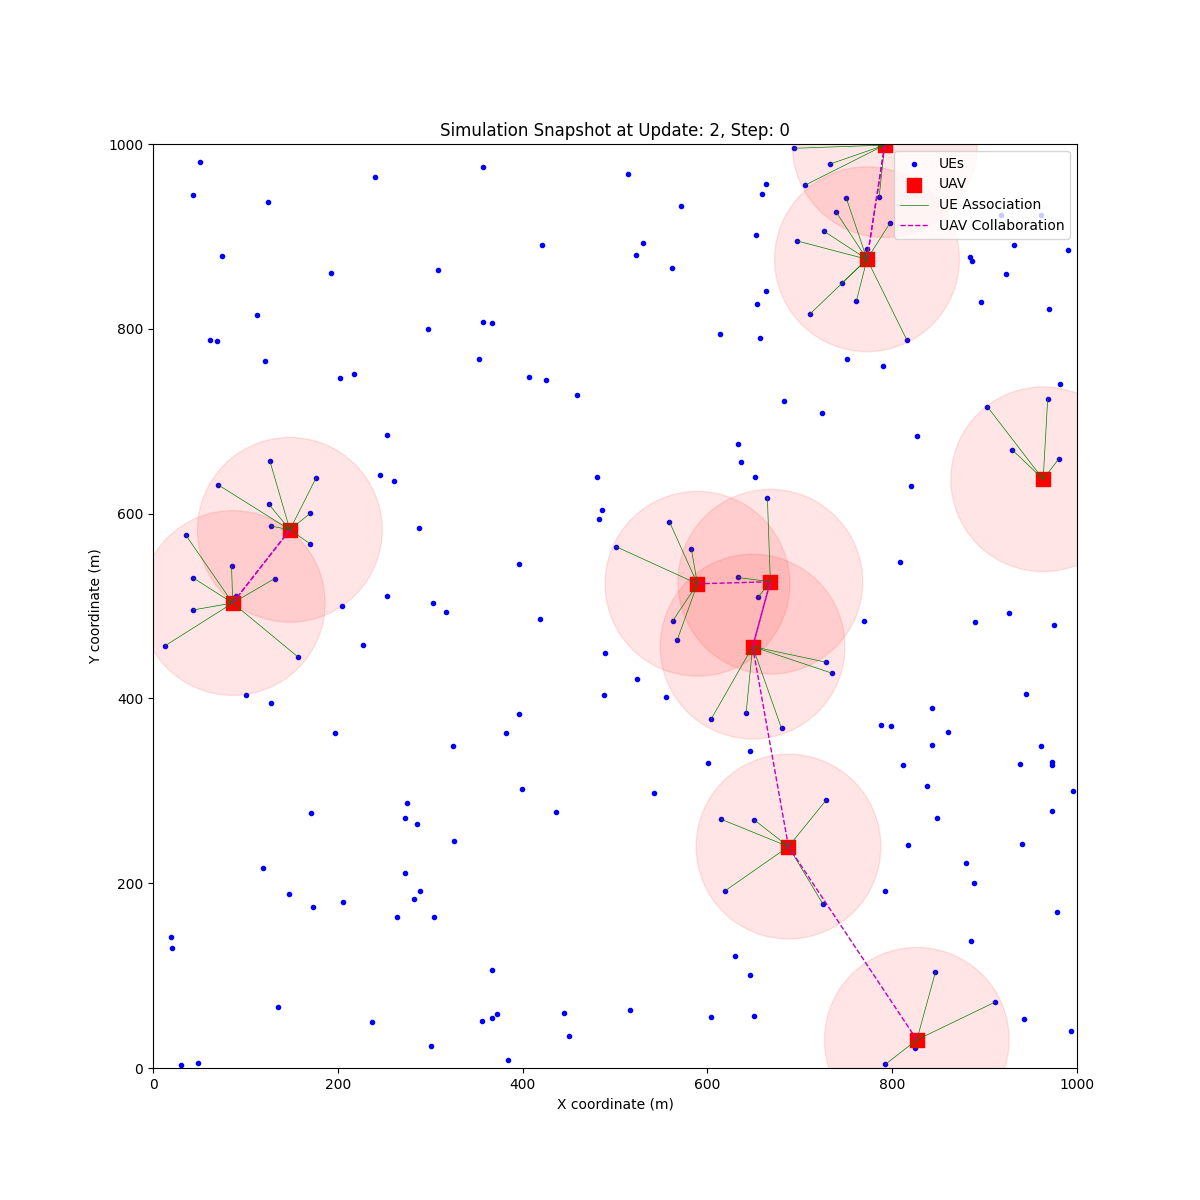 Simulation Snapshot at Update: 2, Step: 0
1000
800
600
400
200
0
Y coordinate (m)
UEs
UAV
UE Association
UAV Collaboration
0 200 400 600 800 1000
X coordinate (m)